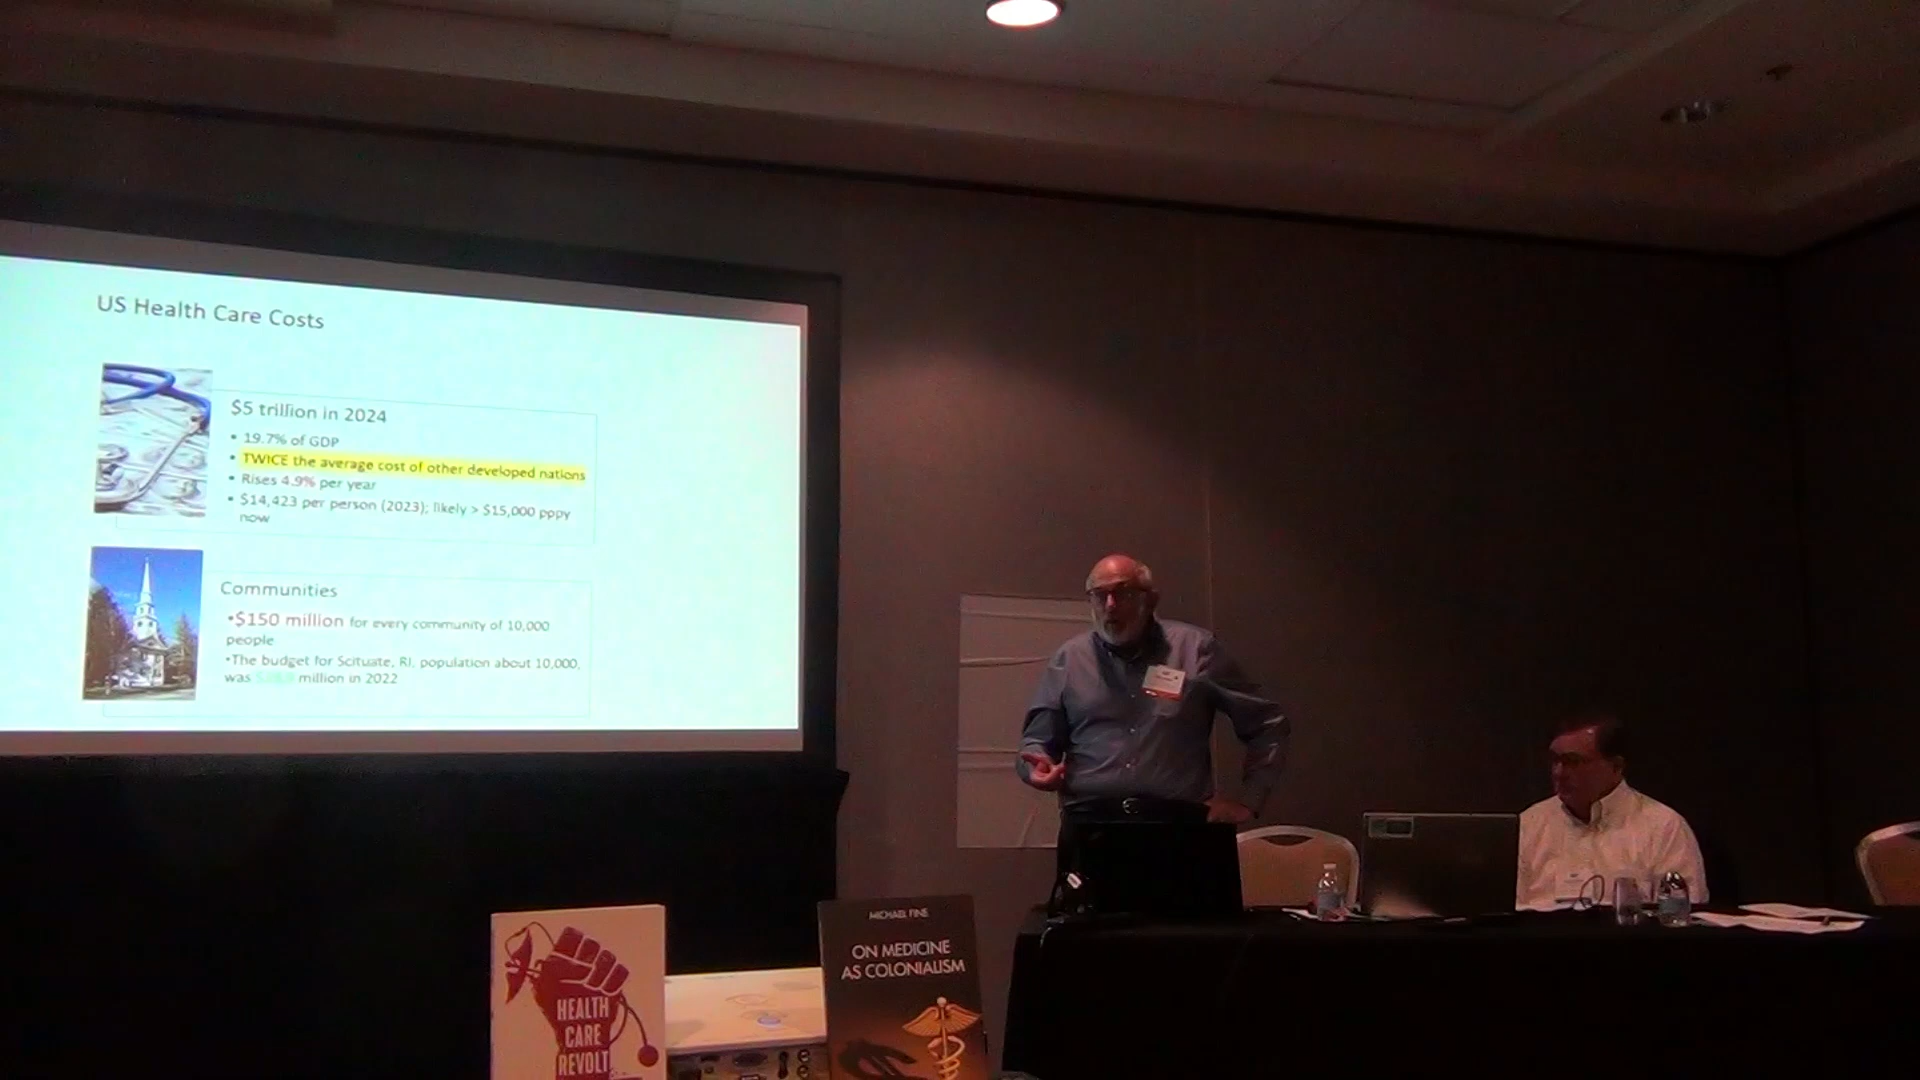 US Health Care Costs
$5 trillion in 2024
• 19.7% of GDP
• TWICE the average cost of other developed nations
• Rises 4.9% per year
• $14,423 per person (2023); likely > $15,000 pppy
now
Communities
•$150 million for every community of 10,000
people
•The budget for Scituate, RI, population about 10,000,
was million in 2022
HEALTH
CARE
REVOLT
MICHAEL FINE
ON MEDICINE
AS COLONIALISM